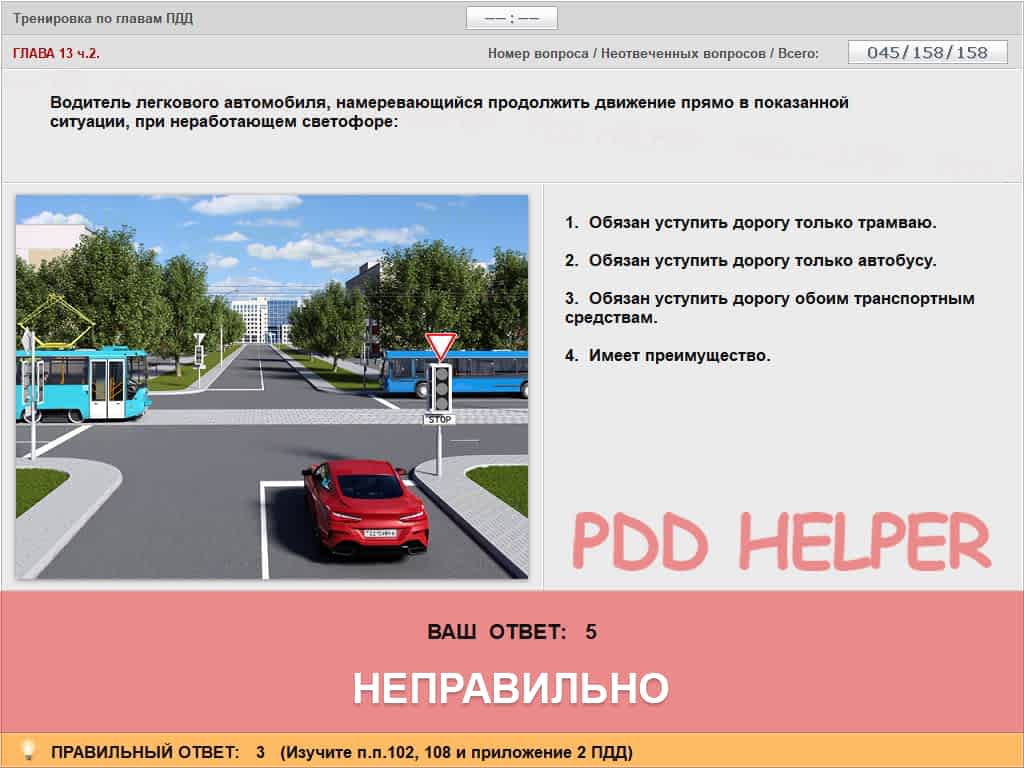 Тренировка по главам ПДД
—— : ——
ГЛАВА 13 ч.2.
Номер вопроса / Неотвеченных вопросов / Всего:
045/158/158
Водитель легкового автомобиля, намеревающийся продолжить движение прямо в показанной
ситуации, при неработающем светофоре:
1. Обязан уступить дорогу только трамваю.
2. Обязан уступить дорогу только автобусу.
3. Обязан уступить дорогу обоим транспортным
средствам.
4. Имеет преимущество.
STOP
PDD HELPER
ВАШ ОТВЕТ: 5
НЕПРАВИЛЬНО
ПРАВИЛЬНЫЙ ОТВЕТ: 3 (Изучите п.п.102, 108 и приложение 2 ПДД)